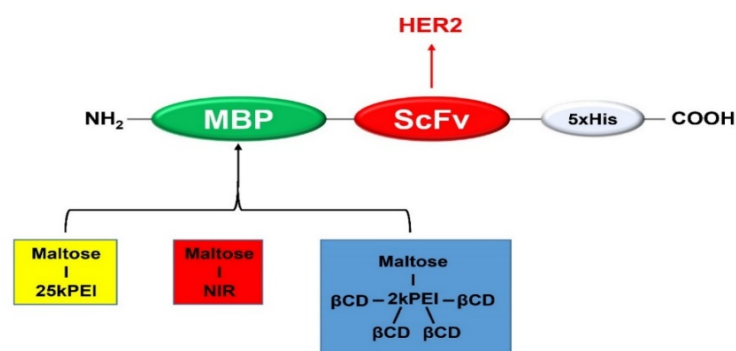 HER2
NH₂ MBP ScFv 5xHis COOH
Maltose
25kPEI
Maltose
NIR
Maltose
βCD 2kPEI βCD
βCD βCD